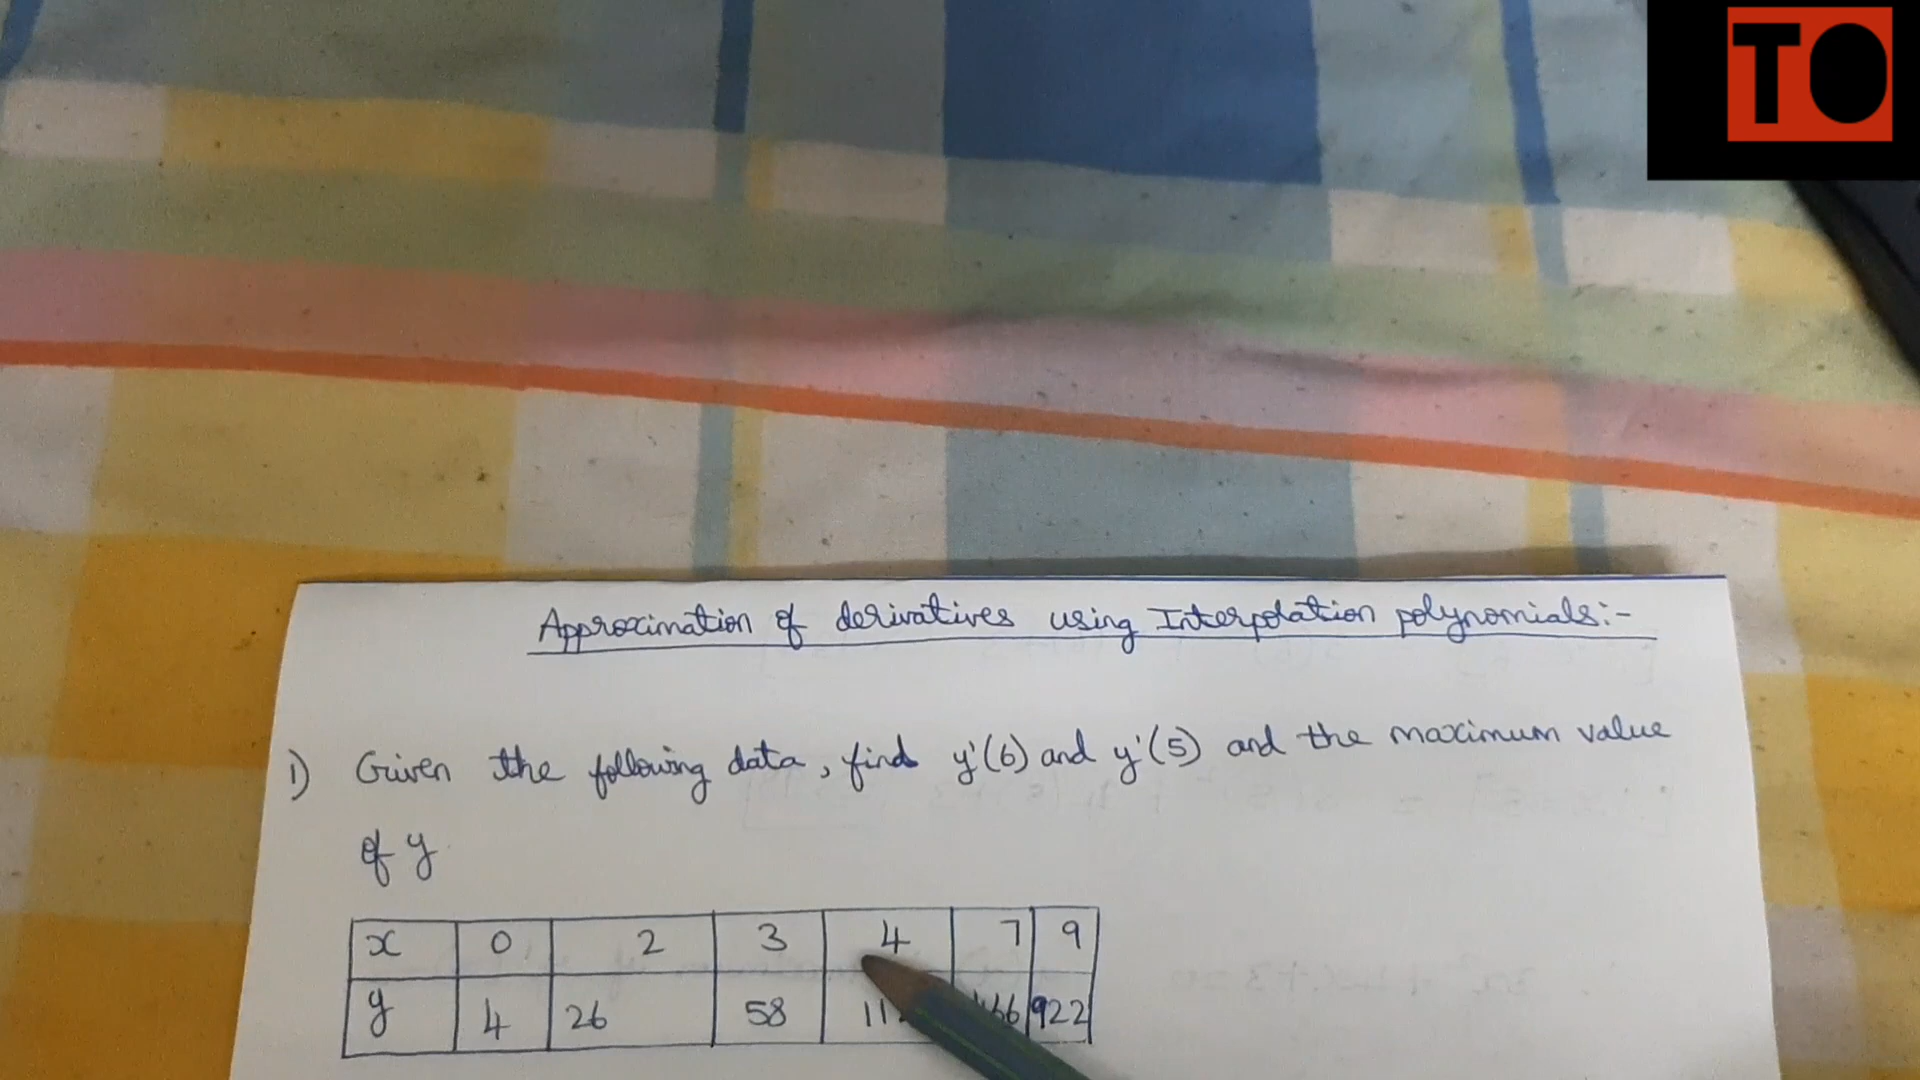 TO
Approximation of derivatives using Interpolation polynomials:-
1) Given the following data, find y'(6) and y'(5) and the maximum value
of y
x 0 2 3 4 7 9
y 4 26 58 922